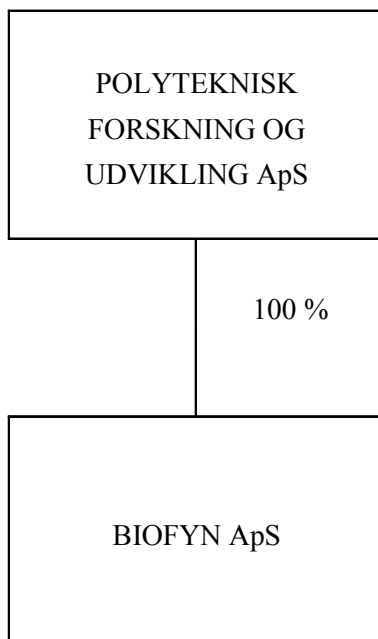 POLYTEKNISK
FORSKNING OG
UDVIKLING ApS
100 %
BIOFYN ApS